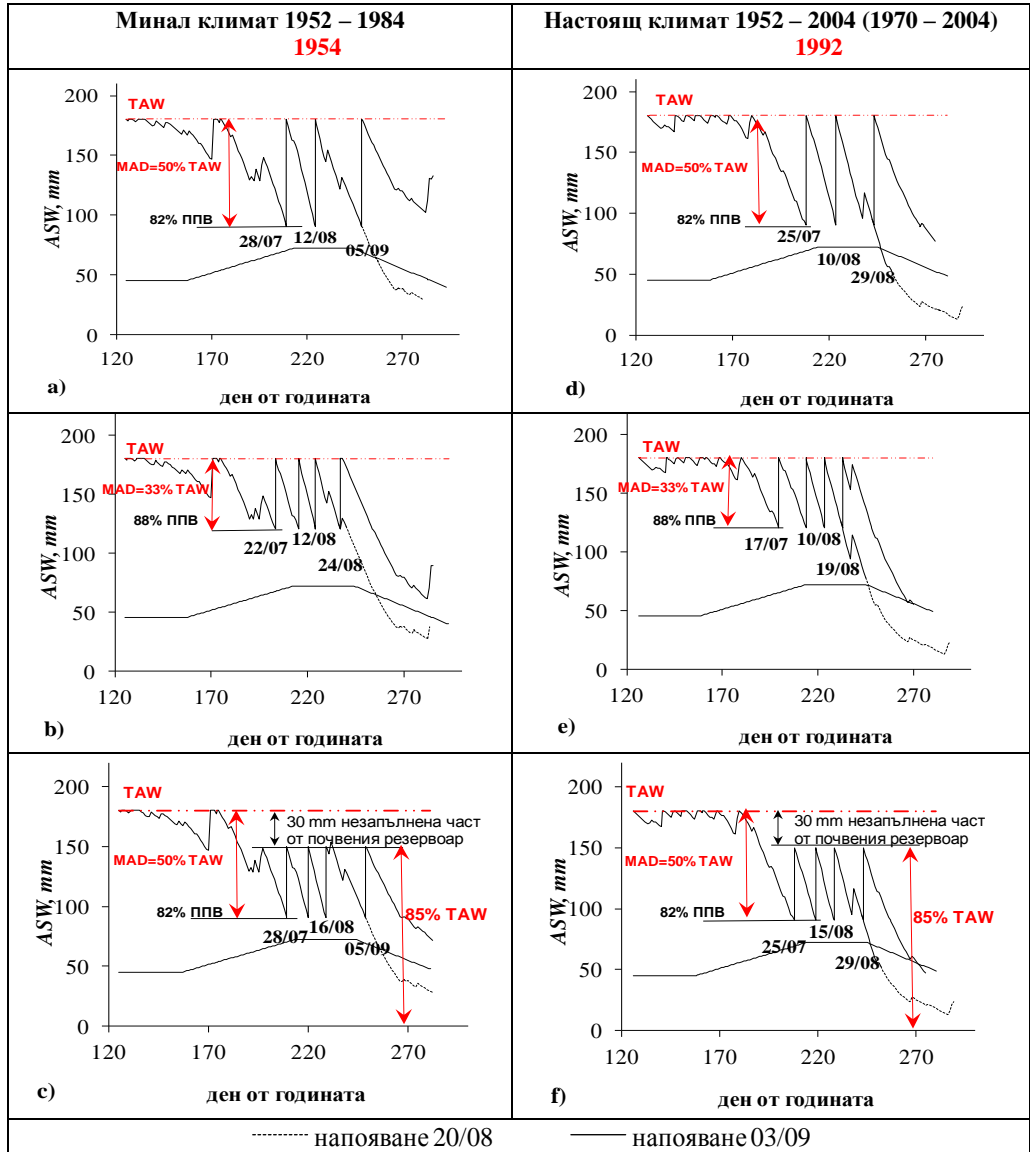 Минал климат 1952 – 1984
1954
Настоящ климат 1952 – 2004 (1970 – 2004)
1992
200
150
100
50
0
ASW, mm
TAW
MAD=50% TAW
82% ППВ
28/07
12/08
05/09
120
170
220
270
a)
ден от годината
200
150
100
50
0
ASW, mm
TAW
MAD=50% TAW
82% ППВ
25/07
10/08
29/08
120
170
220
270
d)
ден от годината
200
150
100
50
0
ASW, mm
TAW
MAD=33% TAW
88% ППВ
22/07
12/08
24/08
120
170
220
270
b)
ден от годината
200
150
100
50
0
ASW, mm
TAW
MAD=33% TAW
88% ППВ
17/07
10/08
19/08
120
170
220
270
e)
ден от годината
200
150
100
50
0
ASW, mm
TAW
30 mm незапълнена част
от почвения резервоар
MAD=50% TAW
82% ППВ
85% TAW
28/07
16/08
05/09
120
170
220
270
c)
ден от годината
200
150
100
50
0
ASW, mm
TAW
30 mm незапълнена част
от почвения резервоар
MAD=50% TAW
82% ППВ
85% TAW
25/07
15/08
29/08
120
170
220
270
f)
ден от годината
напояване 20/08
напояване 03/09